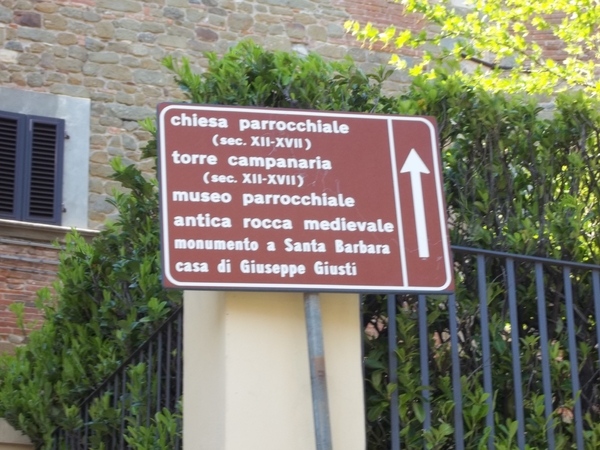 chiesa parrocchiale
(sec. XII-XVII)
torre campanaria
(sec. XII-XVII)
museo parrocchiale
antica rocca medievale
monumento a Santa Barbara
casa di Giuseppe Giusti